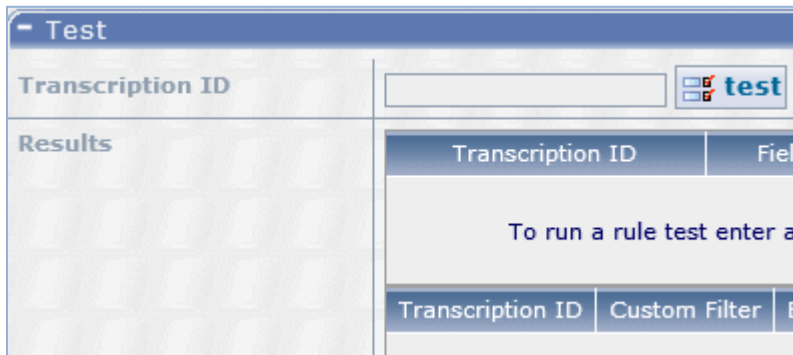 - Test
Transcription ID test
Results
Transcription ID
To run a rule test enter
Transcription ID Custom Filter